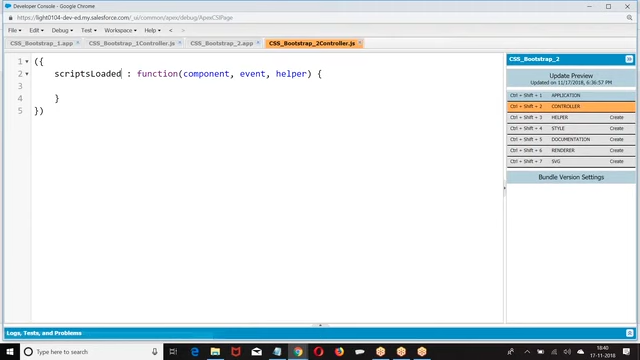 Developer Console - Google Chrome
https://light0104-dev-ed.my.salesforce.com/_ui/common/apex/debug/ApexCSIPage
File Edit Debug Test Workspace Help < >
CSS_Bootstrap_1.app CSS_Bootstrap_1Controller.js CSS_Bootstrap_2.app CSS_Bootstrap_2Controller.js
1 ({
2 scriptsLoaded : function(component, event, helper) {
3
4 }
5 })
CSS_Bootstrap_2
Update Preview
Updated on 11/17/2018, 6:36:57 PM
Ctrl + Shift + 1 APPLICATION
Ctrl + Shift + 2 CONTROLLER
Ctrl + Shift + 3 HELPER Create
Ctrl + Shift + 4 STYLE Create
Ctrl + Shift + 5 DOCUMENTATION Create
Ctrl + Shift + 6 RENDERER Create
Ctrl + Shift + 7 SVG Create
Bundle Version Settings
Logs, Tests, and Problems
Type here to search
18:40
17-11-2018